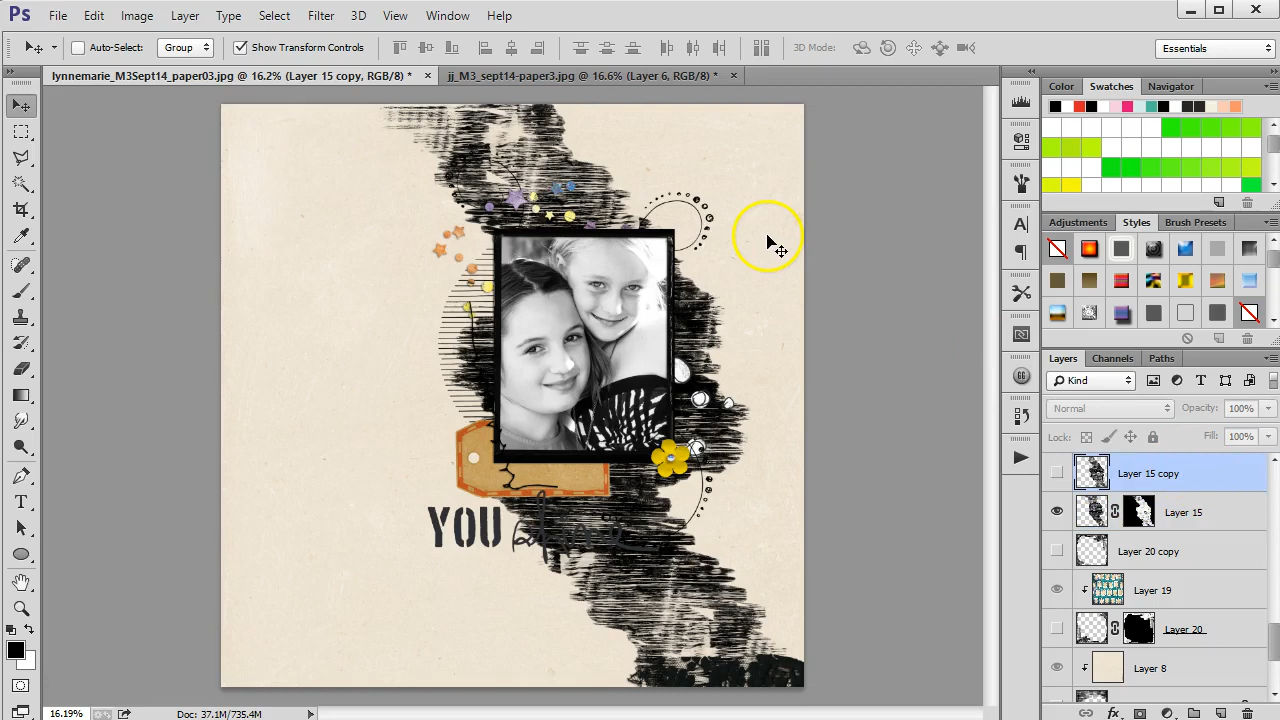 Ps File Edit Image Layer Type Select Filter 3D View Window Help
Auto-Select: Group Show Transform Controls 3D Mode: Essentials
lynnemarie_M3Sept14_paper03.jpg @ 16.2% (Layer 15 copy, RGB/8) * × jj_M3_sept14-paper3.jpg @ 16.6% (Layer 6, RGB/8) * ×
Color Swatches Navigator
Adjustments Styles Brush Presets
Layers Channels Paths
Kind
Normal Opacity: 100%
Lock: Fill: 100%
Layer 15 copy
Layer 15
Layer 20 copy
Layer 19
Layer 20
Layer 8
YOU
16.19% Doc: 37.1M/735.4M